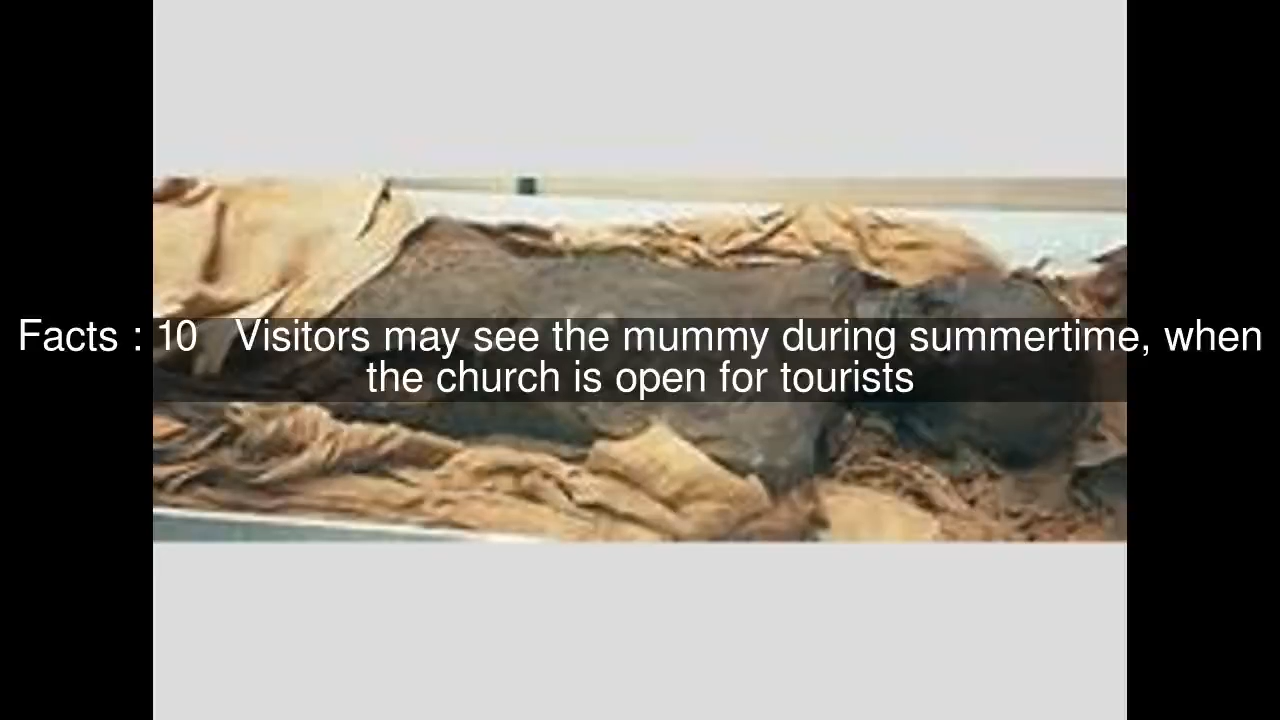 Facts : 10 Visitors may see the mummy during summertime, when
the church is open for tourists